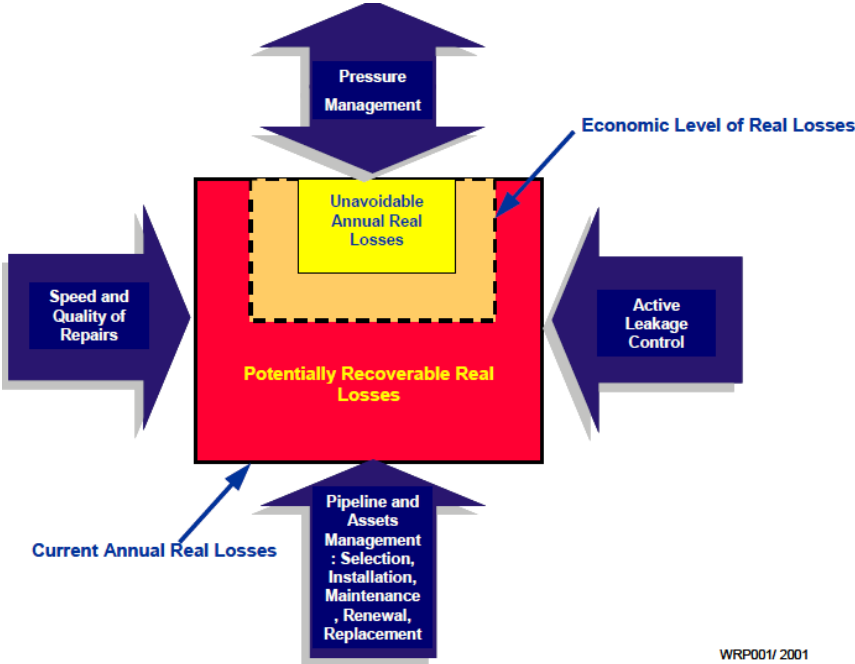 Pressure
Management
Economic Level of Real Losses
Unavoidable
Annual Real
Losses
Speed and
Quality of
Repairs
Active
Leakage
Control
Potentially Recoverable Real
Losses
Pipeline and
Assets
Management
: Selection,
Installation,
Maintenance
, Renewal,
Replacement
Current Annual Real Losses
WRP001/ 2001